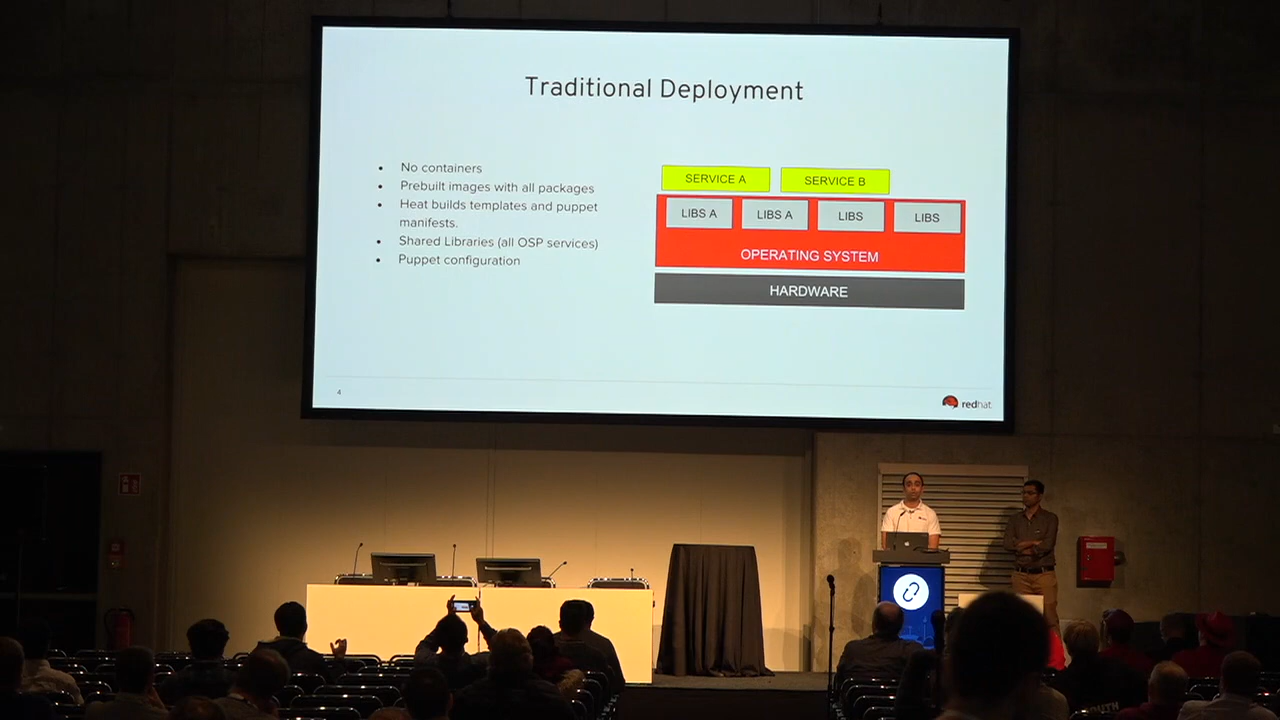 Traditional Deployment
No containers
Prebuilt images with all packages
Heat builds templates and puppet
manifests.
Shared Libraries (all OSP services)
Puppet configuration
SERVICE A
SERVICE B
LIBS A
LIBS A
LIBS
LIBS
OPERATING SYSTEM
HARDWARE
4
redhat